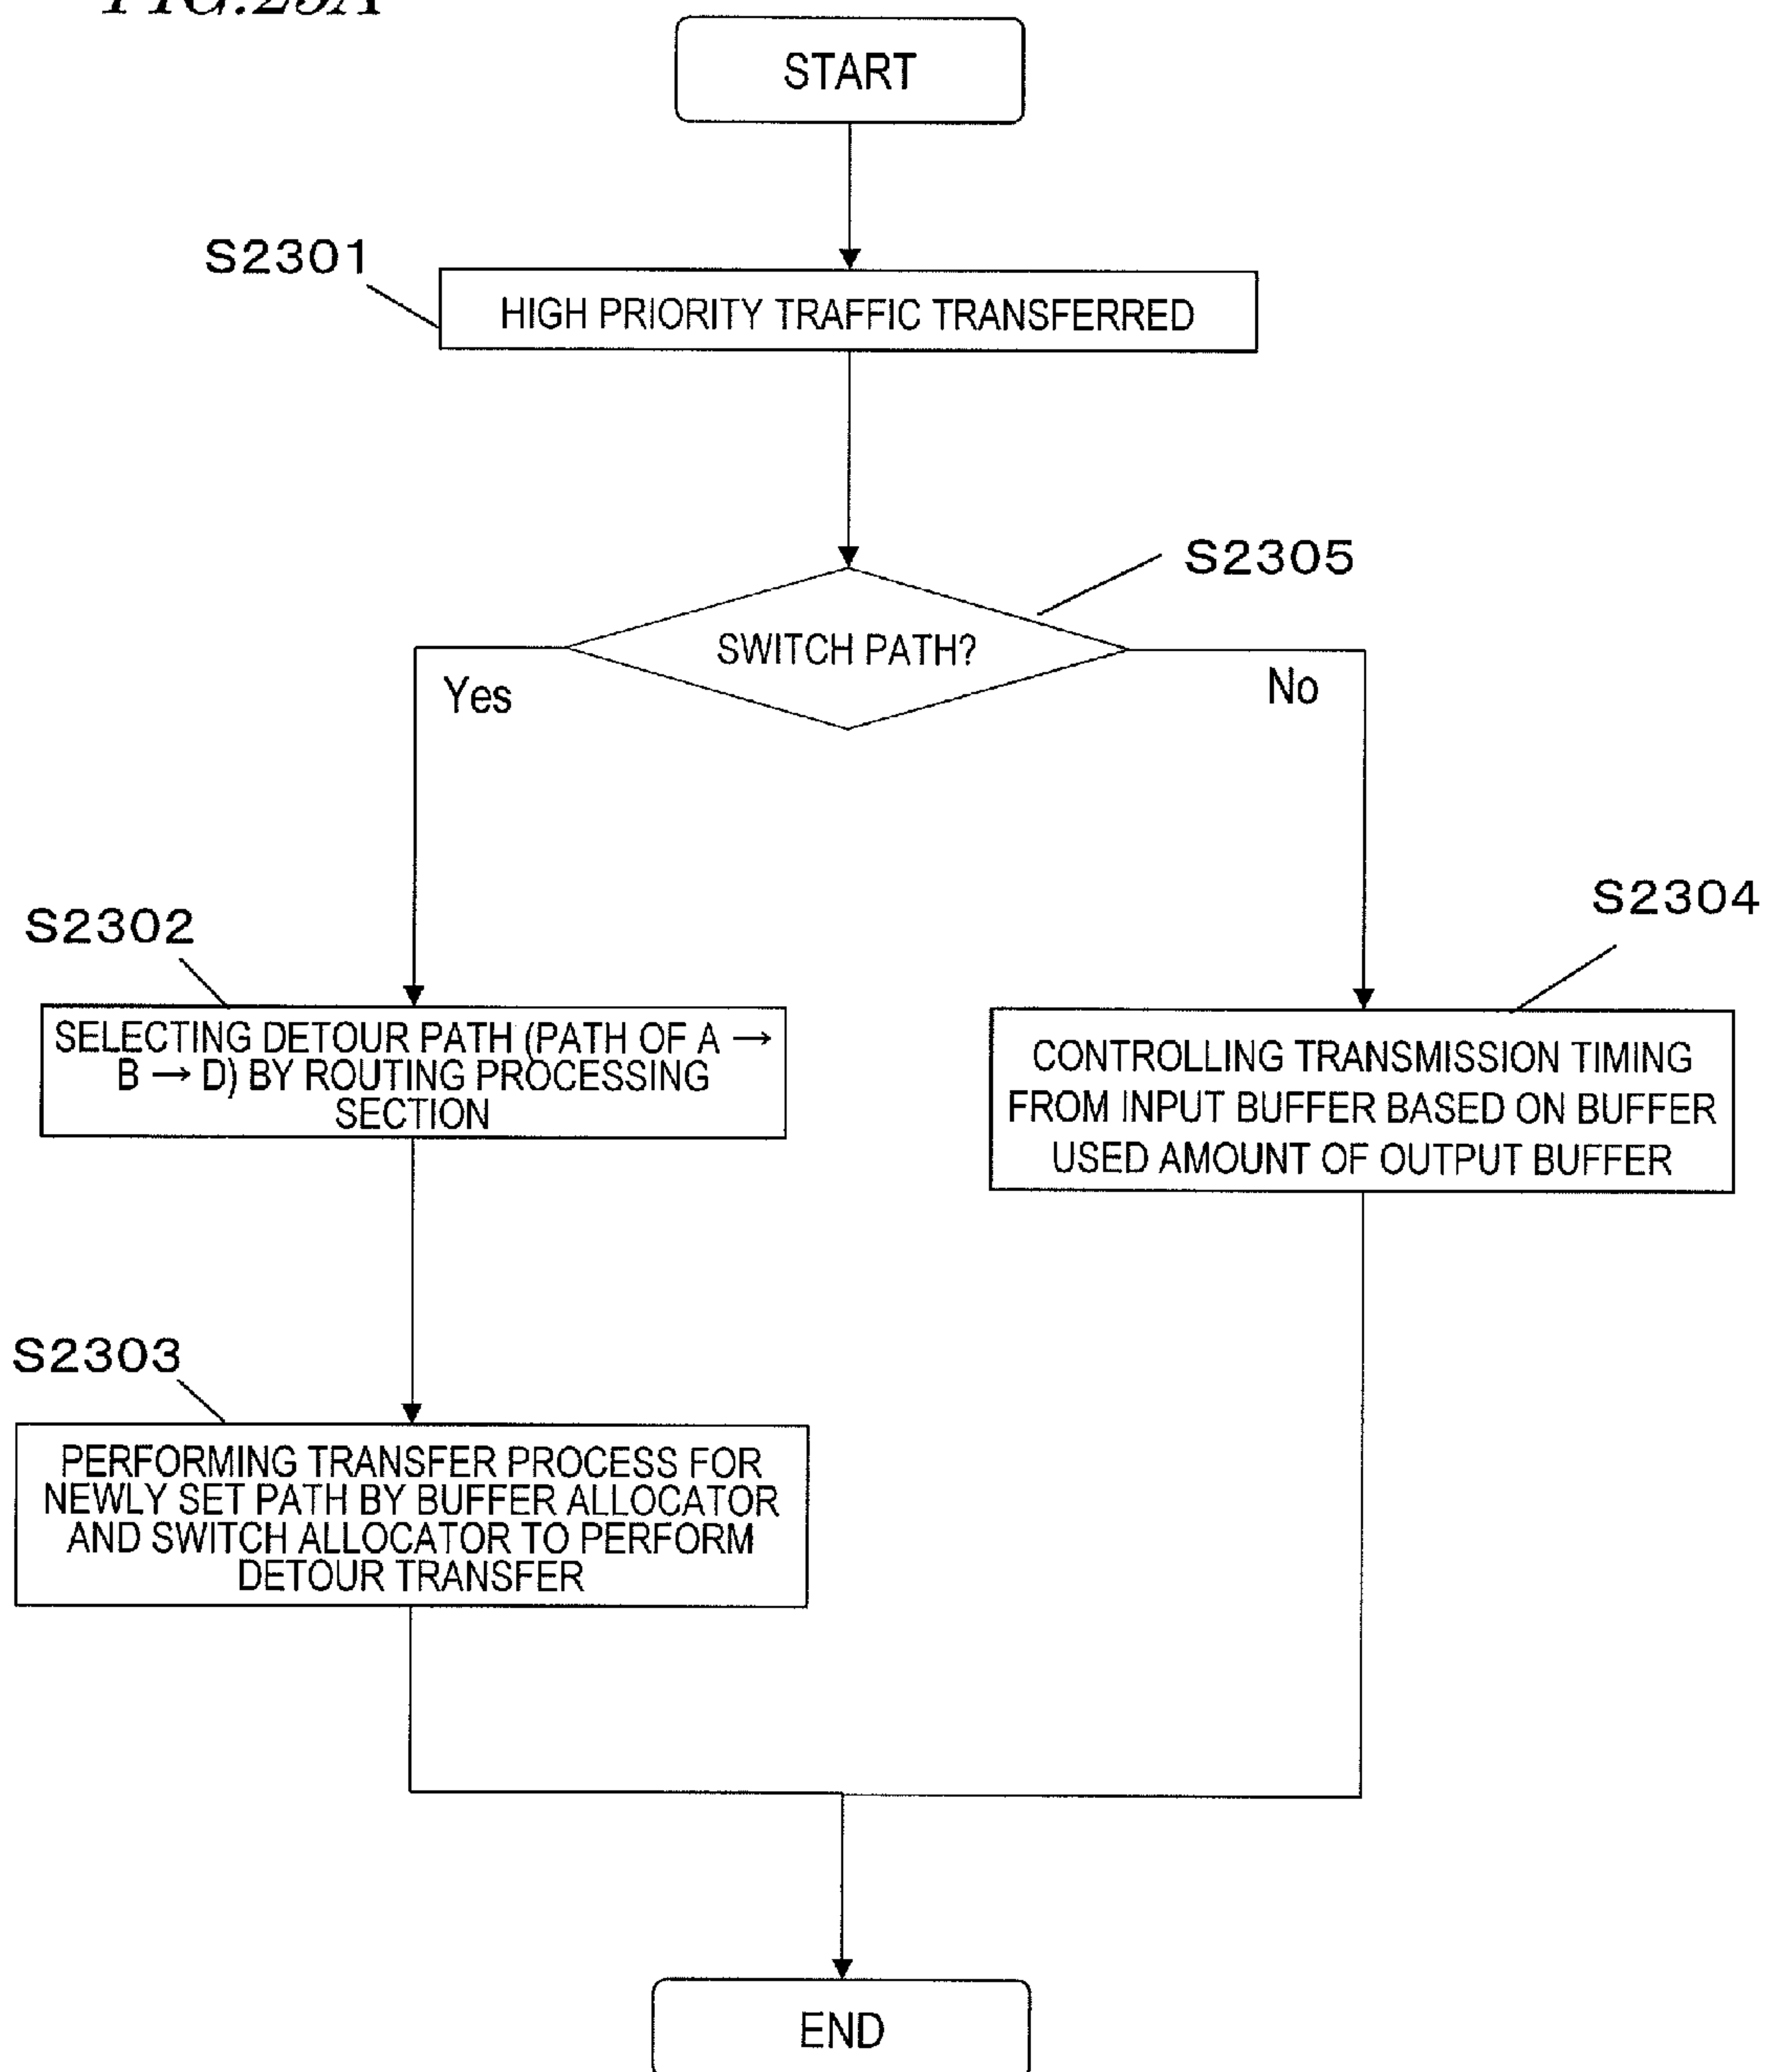 FIG.23A
START
S2301
HIGH PRIORITY TRAFFIC TRANSFERRED
S2305
SWITCH PATH?
Yes
No
S2302
SELECTING DETOUR PATH (PATH OF A →
B → D) BY ROUTING PROCESSING
SECTION
S2304
CONTROLLING TRANSMISSION TIMING
FROM INPUT BUFFER BASED ON BUFFER
USED AMOUNT OF OUTPUT BUFFER
S2303
PERFORMING TRANSFER PROCESS FOR
NEWLY SET PATH BY BUFFER ALLOCATOR
AND SWITCH ALLOCATOR TO PERFORM
DETOUR TRANSFER
END